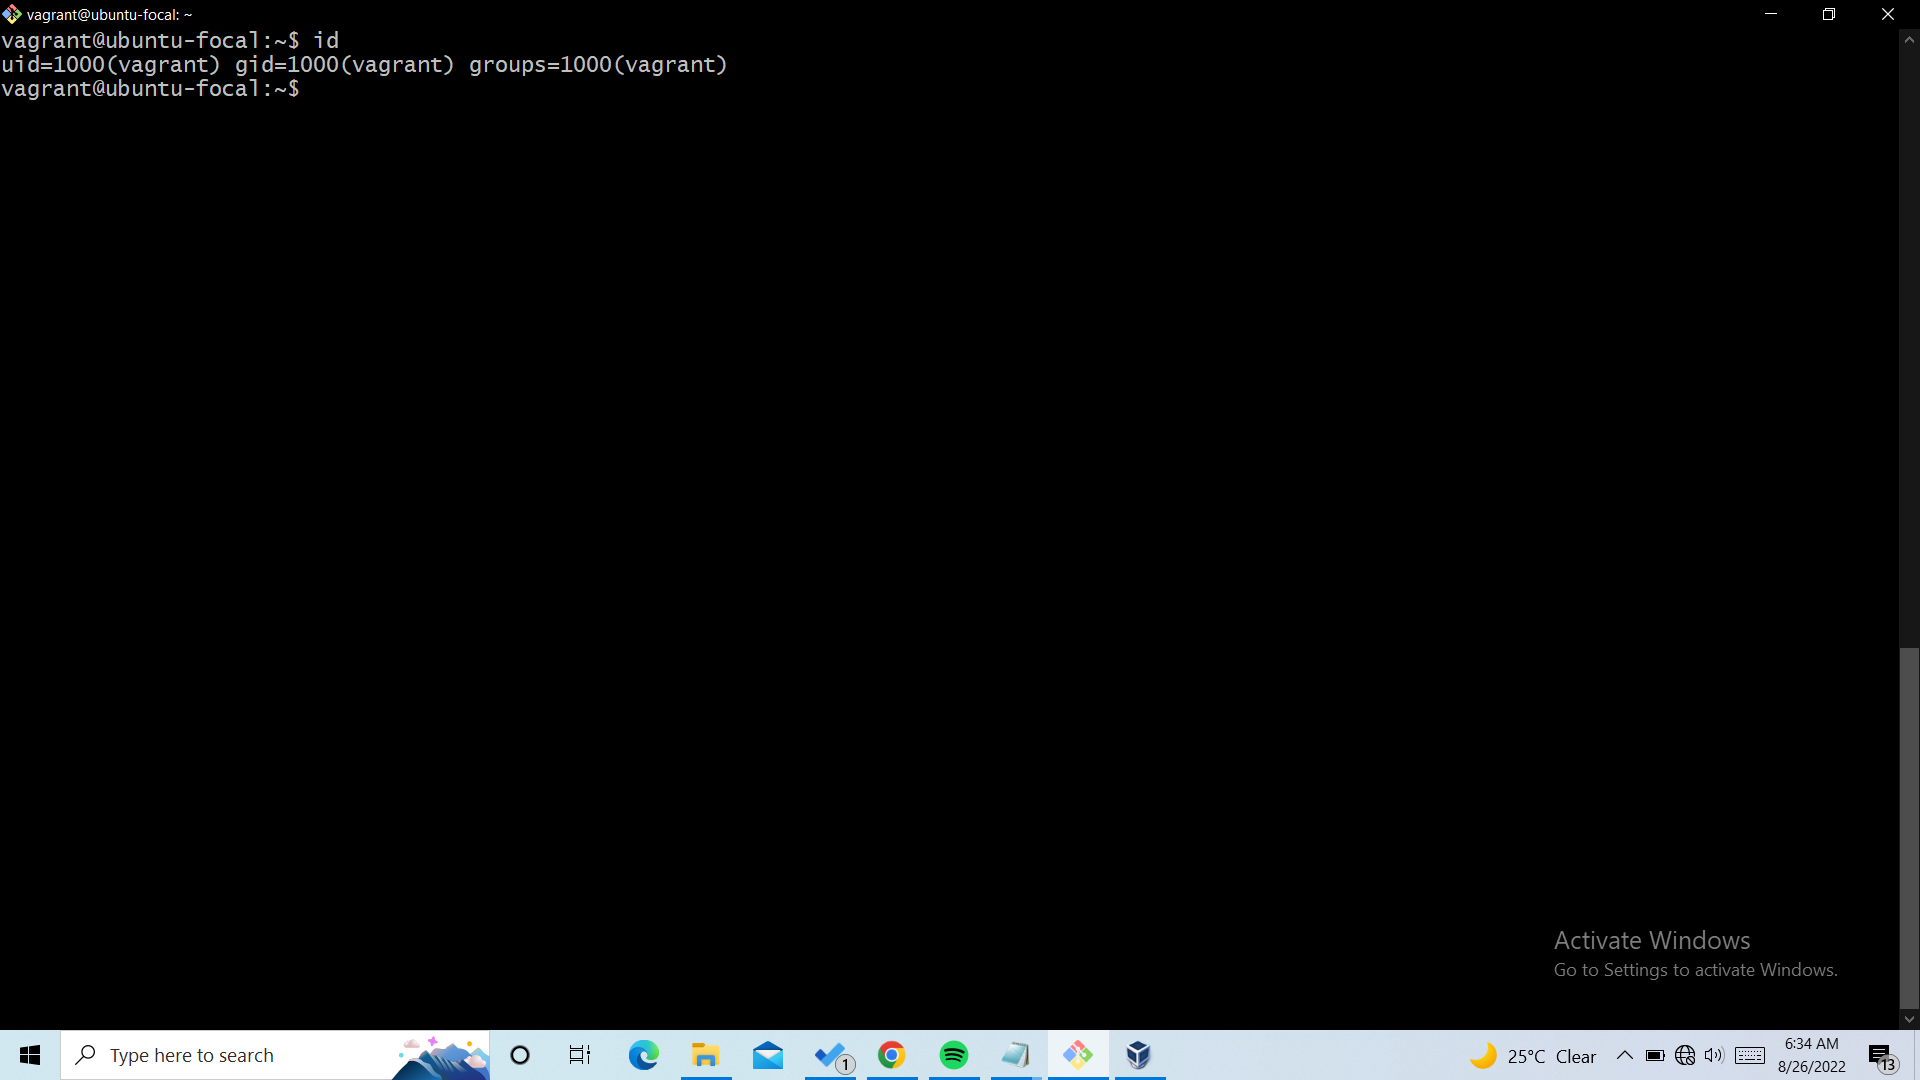 vagrant@ubuntu-focal: ~
vagrant@ubuntu-focal:~$ id
uid=1000(vagrant) gid=1000(vagrant) groups=1000(vagrant)
vagrant@ubuntu-focal:~$
Activate Windows
Go to Settings to activate Windows.
Type here to search
1
25°C Clear
6:34 AM
8/26/2022
13